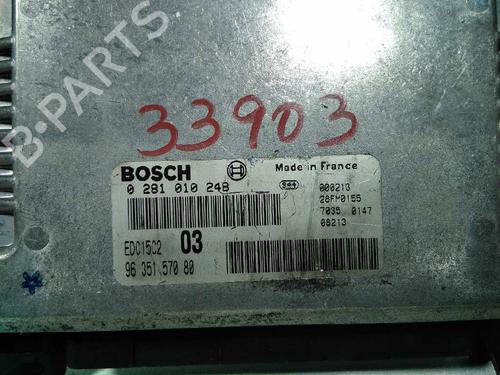 B-PARTS
33903
BOSCH
Made in France
0 281 010 248
000213
28FM0155
7035 0147
08213
EDC15C2 03
96 351 570 80